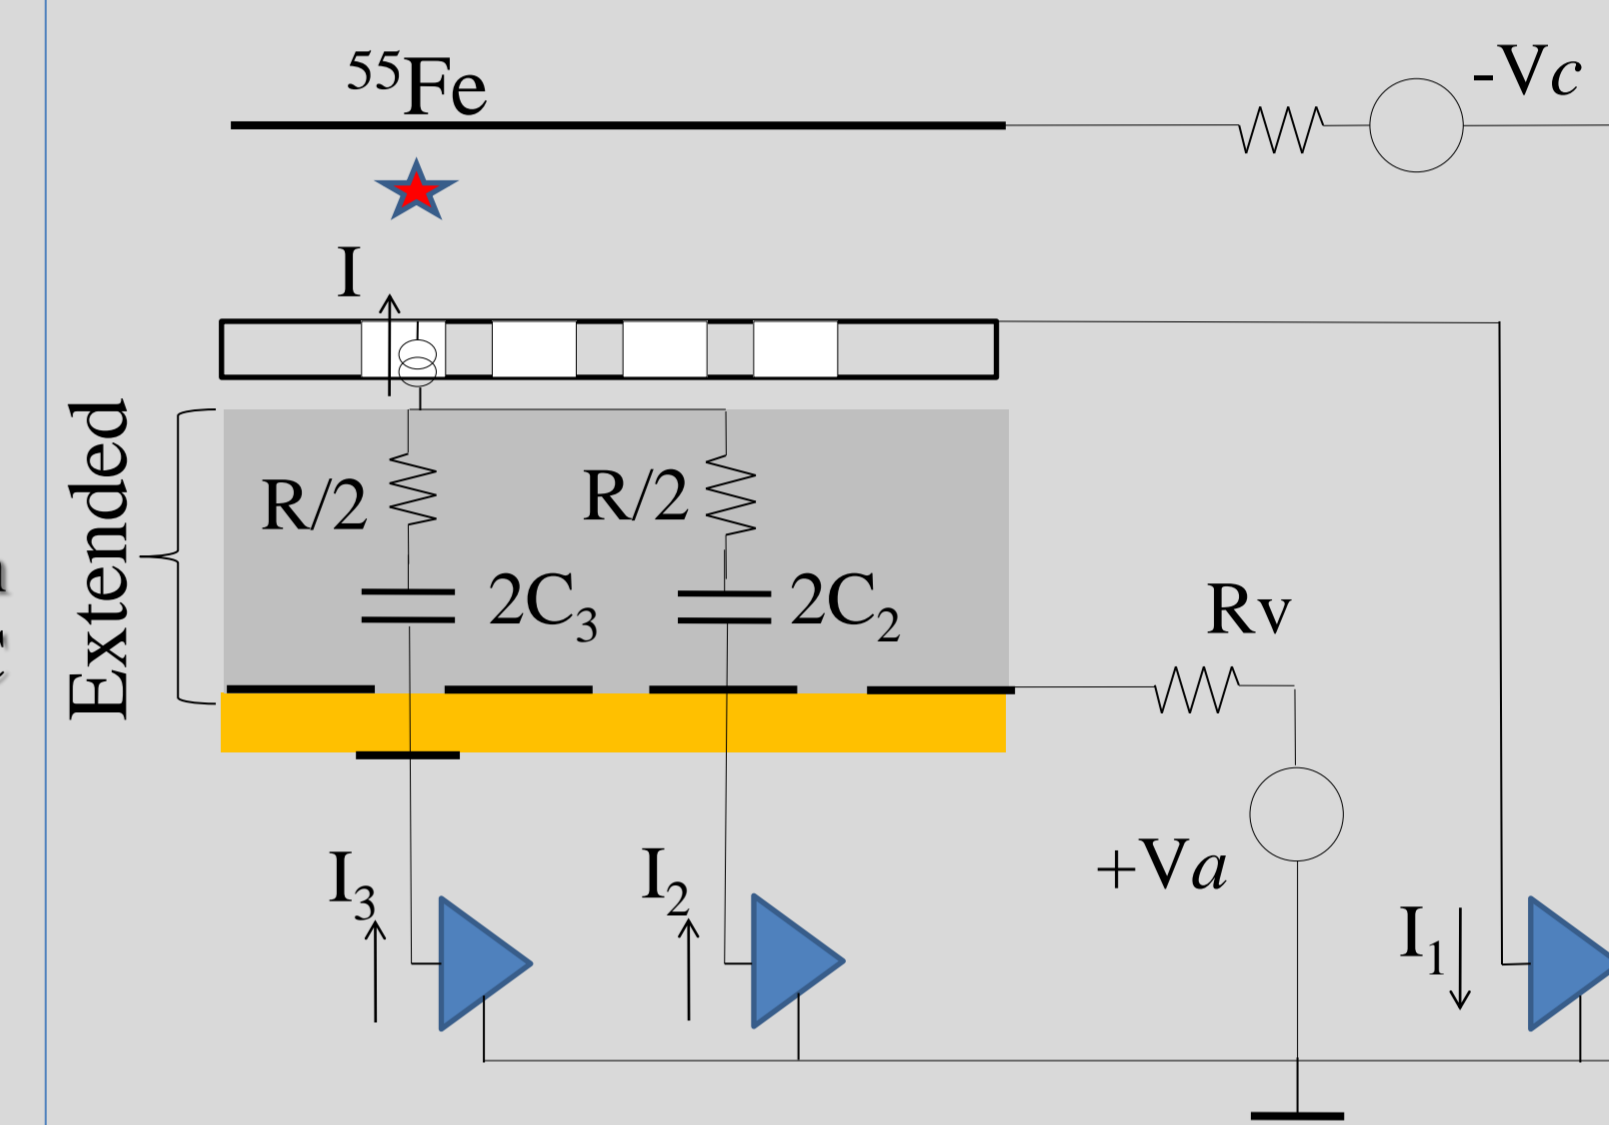 ⁵⁵Fe
-Vc
I
Extended
R/2
R/2
2C₃
2C₂
Rv
+Va
I₃
I₂
I₁